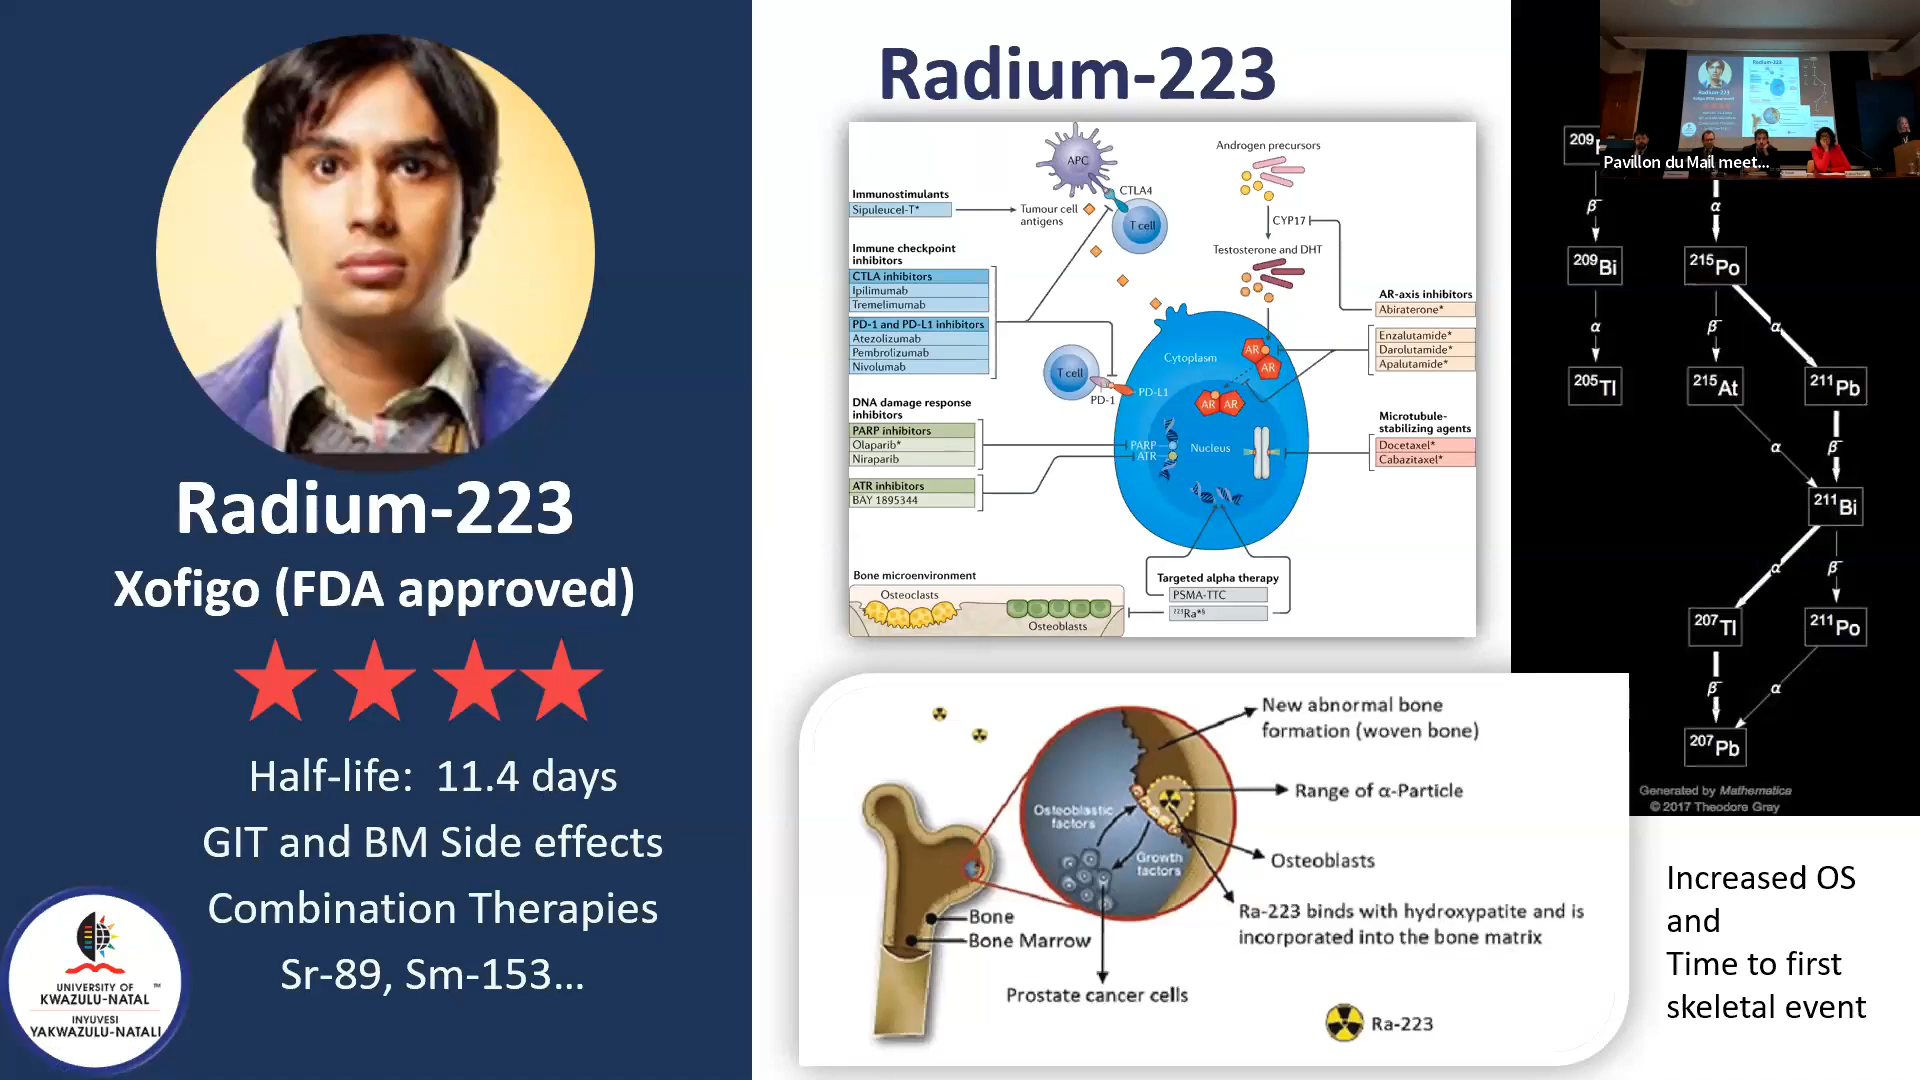 Radium-223
Xofigo (FDA approved)
Half-life: 11.4 days
GIT and BM Side effects
Combination Therapies
Sr-89, Sm-153...
UNIVERSITY OF
KWAZULU-NATAL ™
INYUVESI
YAKWAZULU-NATALI
Radium-223
APC
CTLA4
T cell
Immunostimulants
Sipuleucel-T*
Tumour cell
antigens
Immune checkpoint
inhibitors
CTLA inhibitors
Ipilimumab
Tremelimumab
PD-1 and PD-L1 inhibitors
Atezolizumab
Pembrolizumab
Nivolumab
T cell
PD-1
PD-L1
DNA damage response
inhibitors
PARP inhibitors
Olaparib*
Niraparib
ATR inhibitors
BAY 1895344
Androgen precursors
CYP17
Testosterone and DHT
AR-axis inhibitors
Abiraterone*
Enzalutamide*
Darolutamide*
Apalutamide*
Cytoplasm
AR
AR
AR AR
PARP
ATR
Nucleus
Microtubule-
stabilizing agents
Docetaxel*
Cabazitaxel*
Bone microenvironment
Osteoclasts
Osteoblasts
Targeted alpha therapy
PSMA-TTC
²²³Ra*§
New abnormal bone
formation (woven bone)
Range of α-Particle
Osteoblastic
factors
Growth
factors
Osteoblasts
Ra-223 binds with hydroxypatite and is
incorporated into the bone matrix
Bone
Bone Marrow
Prostate cancer cells
Ra-223
Pavillon du Mail meet...
209
β⁻ α
²⁰⁹Bi ²¹⁵Po
α β⁻ α
²⁰⁵Tl ²¹⁵At ²¹¹Pb
α β⁻
²¹¹Bi
α β⁻
²⁰⁷Tl ²¹¹Po
β⁻ α
²⁰⁷Pb
Generated by Mathematica
© 2017 Theodore Gray
Increased OS
and
Time to first
skeletal event